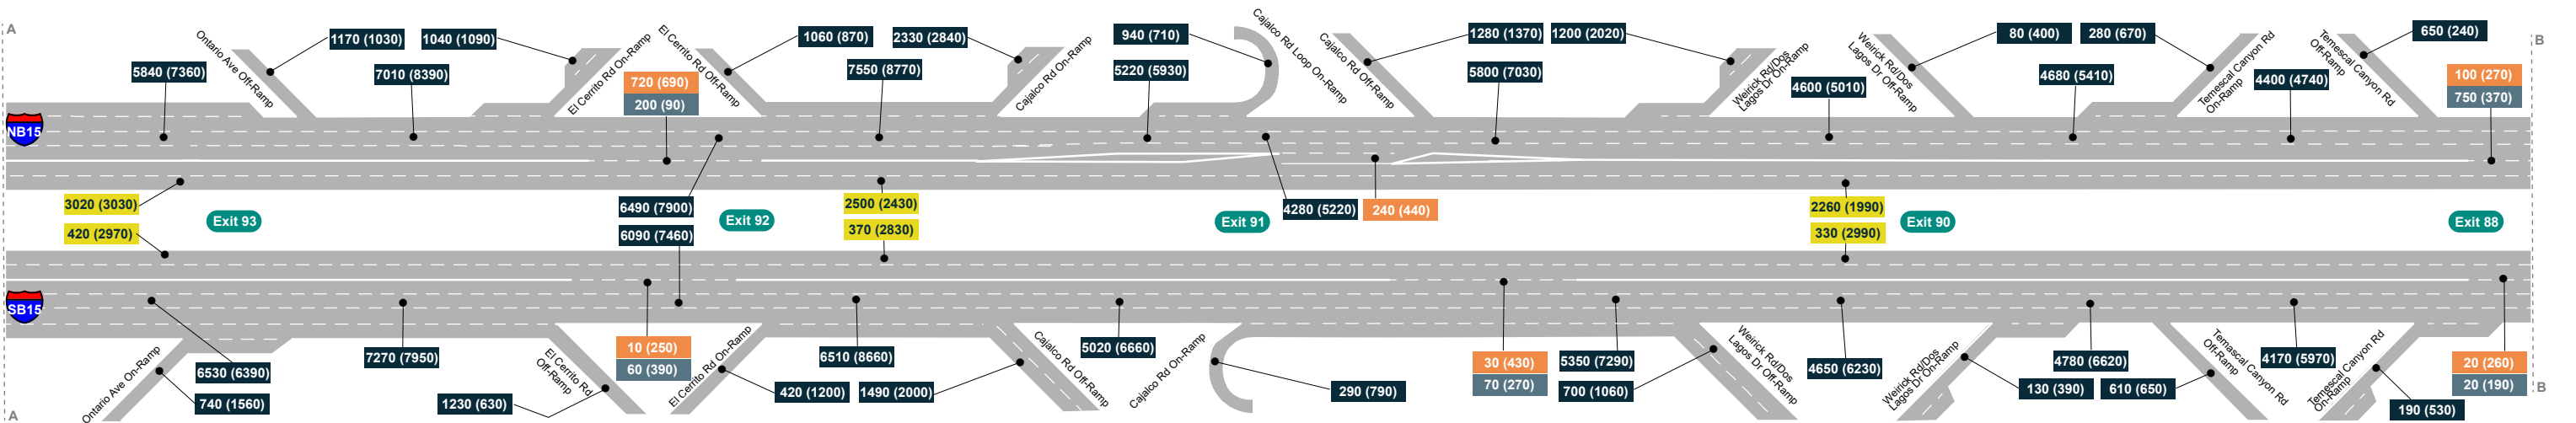 A
B
Ontario Ave Off-Ramp
1170 (1030)
1040 (1090)
El Cerrito Rd On-Ramp
El Cerrito Rd Off-Ramp
1060 (870)
2330 (2840)
Cajalco Rd On-Ramp
940 (710)
Cajalco Rd Loop On-Ramp
Cajalco Rd Off-Ramp
1280 (1370)
1200 (2020)
Weirick Rd/Dos
Lagos Dr On-Ramp
Weirick Rd/Dos
Lagos Dr Off-Ramp
80 (400)
280 (670)
Temescal Canyon Rd
On-Ramp
Temescal Canyon Rd
Off-Ramp
650 (240)
5840 (7360)
7010 (8390)
720 (690)
200 (90)
7550 (8770)
5220 (5930)
5800 (7030)
4600 (5010)
4680 (5410)
4400 (4740)
100 (270)
750 (370)
NB15
3020 (3030)
420 (2970)
Exit 93
6490 (7900)
6090 (7460)
Exit 92
2500 (2430)
370 (2830)
Exit 91
4280 (5220)
240 (440)
2260 (1990)
330 (2990)
Exit 90
Exit 88
SB15
Ontario Ave On-Ramp
6530 (6390)
740 (1560)
7270 (7950)
El Cerrito Rd
Off-Ramp
1230 (630)
10 (250)
60 (390)
El Cerrito Rd On-Ramp
420 (1200)
6510 (8660)
1490 (2000)
5020 (6660)
Cajalco Rd Off-Ramp
Cajalco Rd On-Ramp
290 (790)
30 (430)
70 (270)
5350 (7290)
700 (1060)
Weirick Rd/Dos
Lagos Dr Off-Ramp
4650 (6230)
Weirick Rd/Dos
Lagos Dr On-Ramp
130 (390)
4780 (6620)
610 (650)
Temascal Canyon Rd
Off-Ramp
4170 (5970)
Temescal Canyon Rd
On-Ramp
190 (530)
20 (260)
20 (190)
A
B